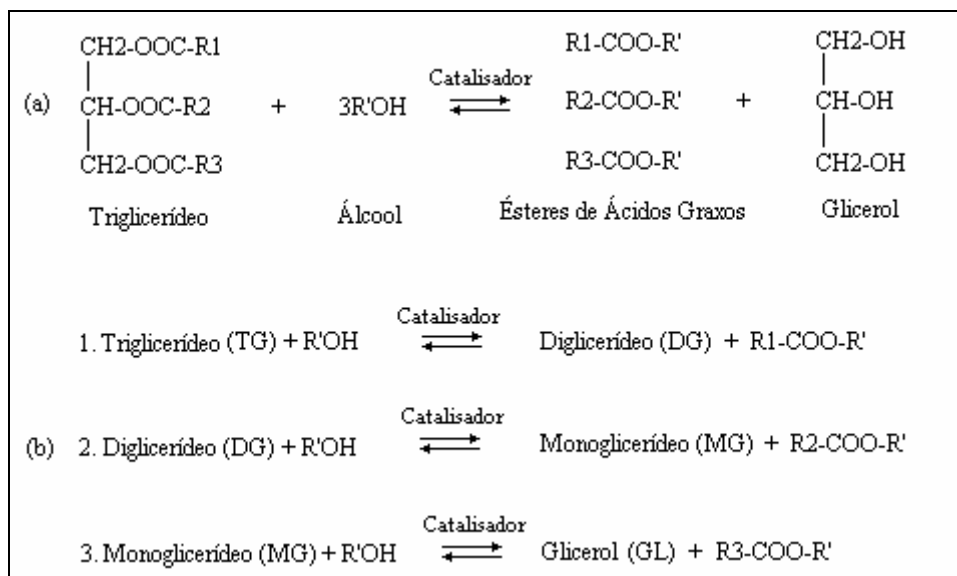 CH2-OOC-R1 R1-COO-R' CH2-OH
Catalisador
(a) CH-OOC-R2 + 3R'OH R2-COO-R' + CH-OH
CH2-OOC-R3 R3-COO-R' CH2-OH
Triglicerídeo Álcool Ésteres de Ácidos Graxos Glicerol
Catalisador
1. Triglicerídeo (TG) + R'OH Diglicerídeo (DG) + R1-COO-R'
Catalisador
(b) 2. Diglicerídeo (DG) + R'OH Monoglicerídeo (MG) + R2-COO-R'
Catalisador
3. Monoglicerídeo (MG) + R'OH Glicerol (GL) + R3-COO-R'